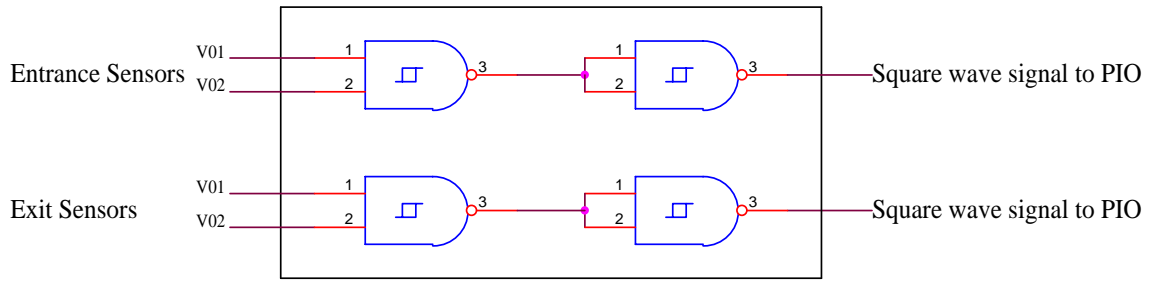 V01 1 1
Entrance Sensors 3 3 Square wave signal to PIO
V02 2 2
V01 1 1
Exit Sensors 3 3 Square wave signal to PIO
V02 2 2